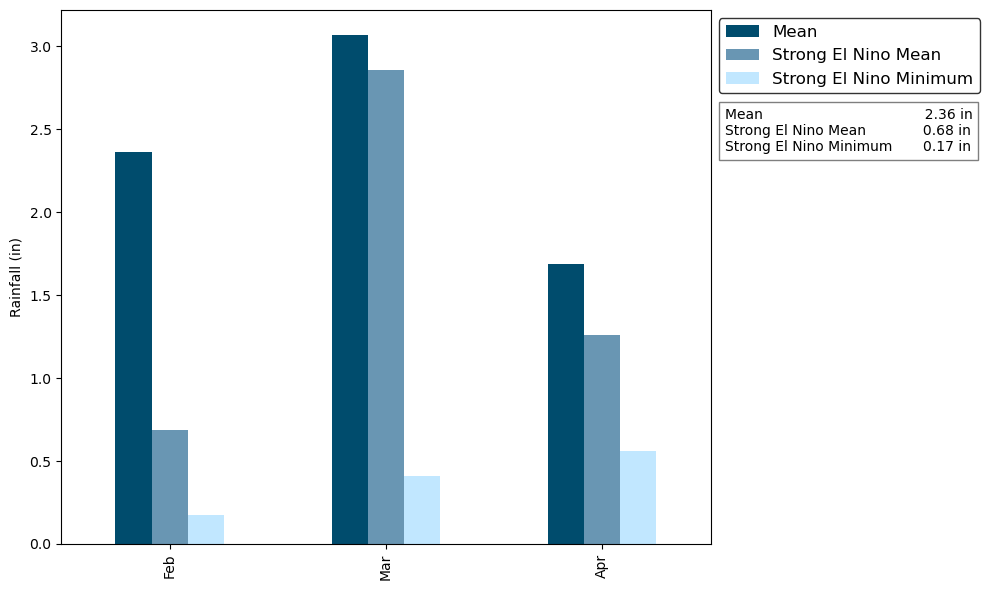 Mean
Strong El Nino Mean
Strong El Nino Minimum
Mean 2.36 in
Strong El Nino Mean 0.68 in
Strong El Nino Minimum 0.17 in
Rainfall (in)
3.0
2.5
2.0
1.5
1.0
0.5
0.0
Feb
Mar
Apr